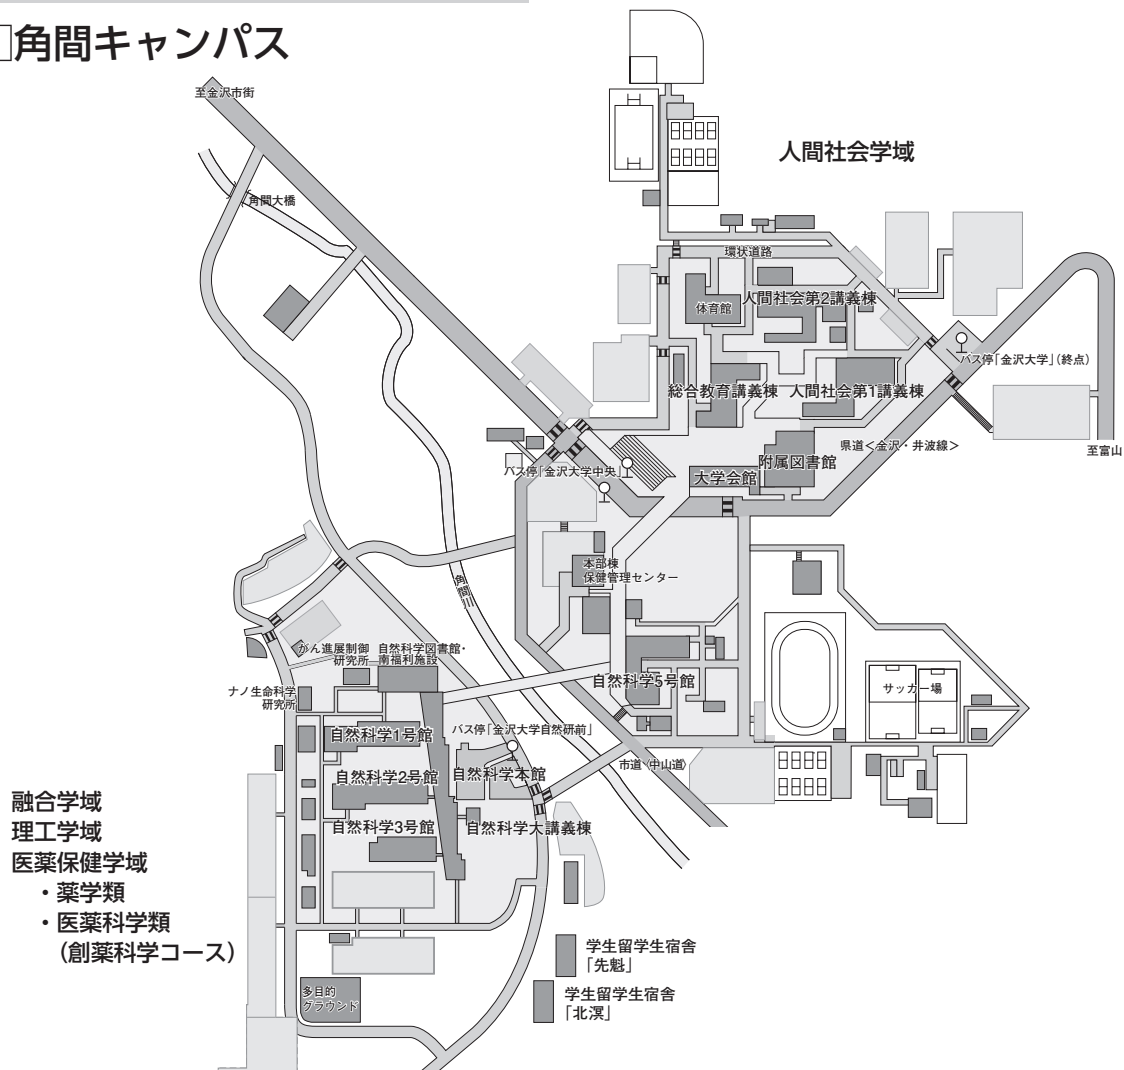 角間キャンパス
至金沢市街
人間社会学域
角間大橋
環状道路
体育館
人間社会第2講義棟
バス停「金沢大学」（終点）
総合教育講義棟
人間社会第1講義棟
県道＜金沢・井波線＞
至富山
附属図書館
バス停「金沢大学中央」
大学会館
本部棟
保健管理センター
角間川
がん進展制御
研究所
自然科学図書館・
南福利施設
ナノ生命科学
研究所
自然科学5号館
サッカー場
自然科学1号館
バス停「金沢大学自然研前」
市道〈中山道〉
自然科学2号館
自然科学本館
自然科学3号館
自然科学大講義棟
融合学域
理工学域
医薬保健学域
・薬学類
・医薬科学類
（創薬科学コース）
学生留学生宿舎
「先魁」
学生留学生宿舎
「北溟」
多目的
グラウンド